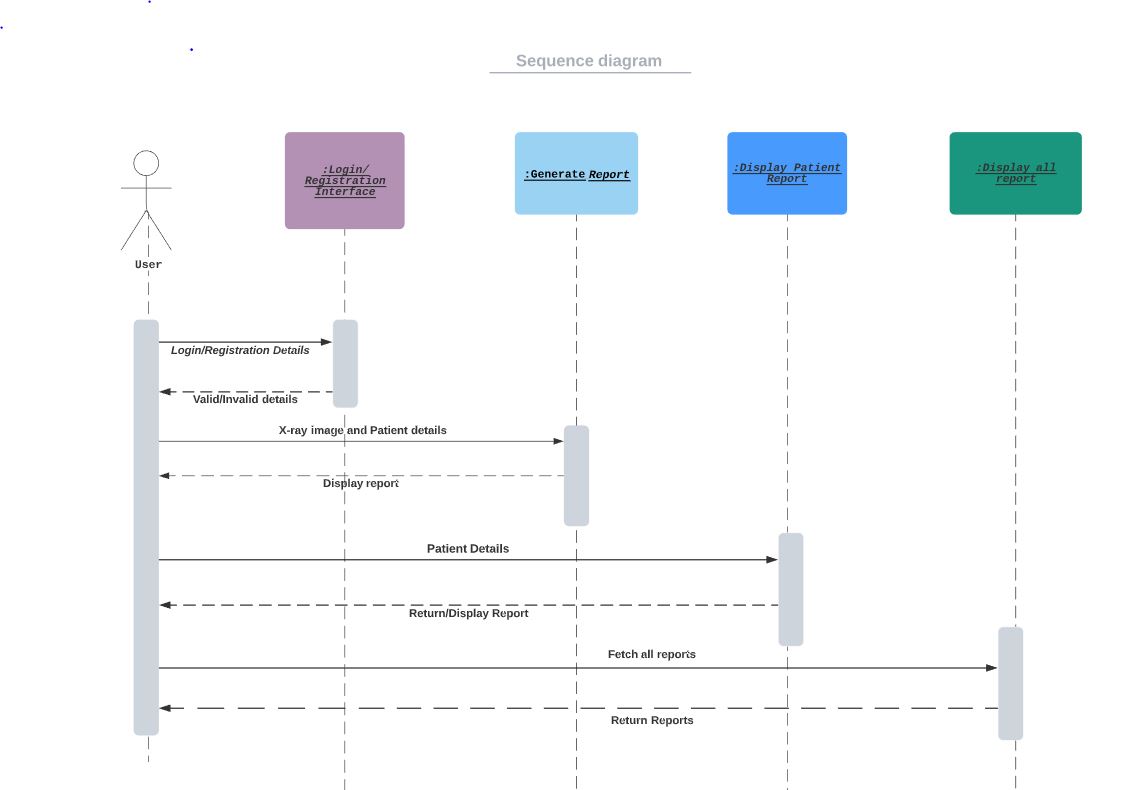 Sequence diagram
:Login/
Registration
Interface
:Generate Report
:Display Patient
Report
:Display all
report
User
Login/Registration Details
Valid/Invalid details
X-ray image and Patient details
Display report
Patient Details
Return/Display Report
Fetch all reports
Return Reports